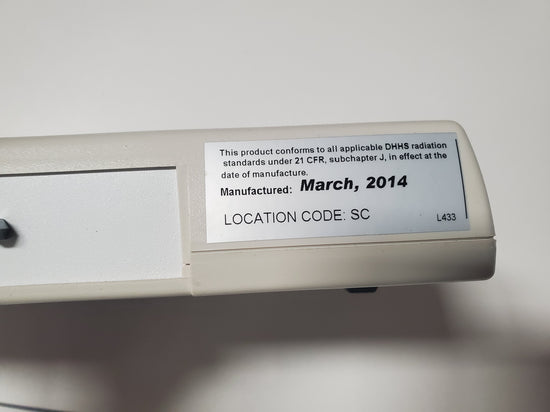 This product conforms to all applicable DHHS radiation
standards under 21 CFR, subchapter J, in effect at the
date of manufacture.
Manufactured: March, 2014
LOCATION CODE: SC
L433